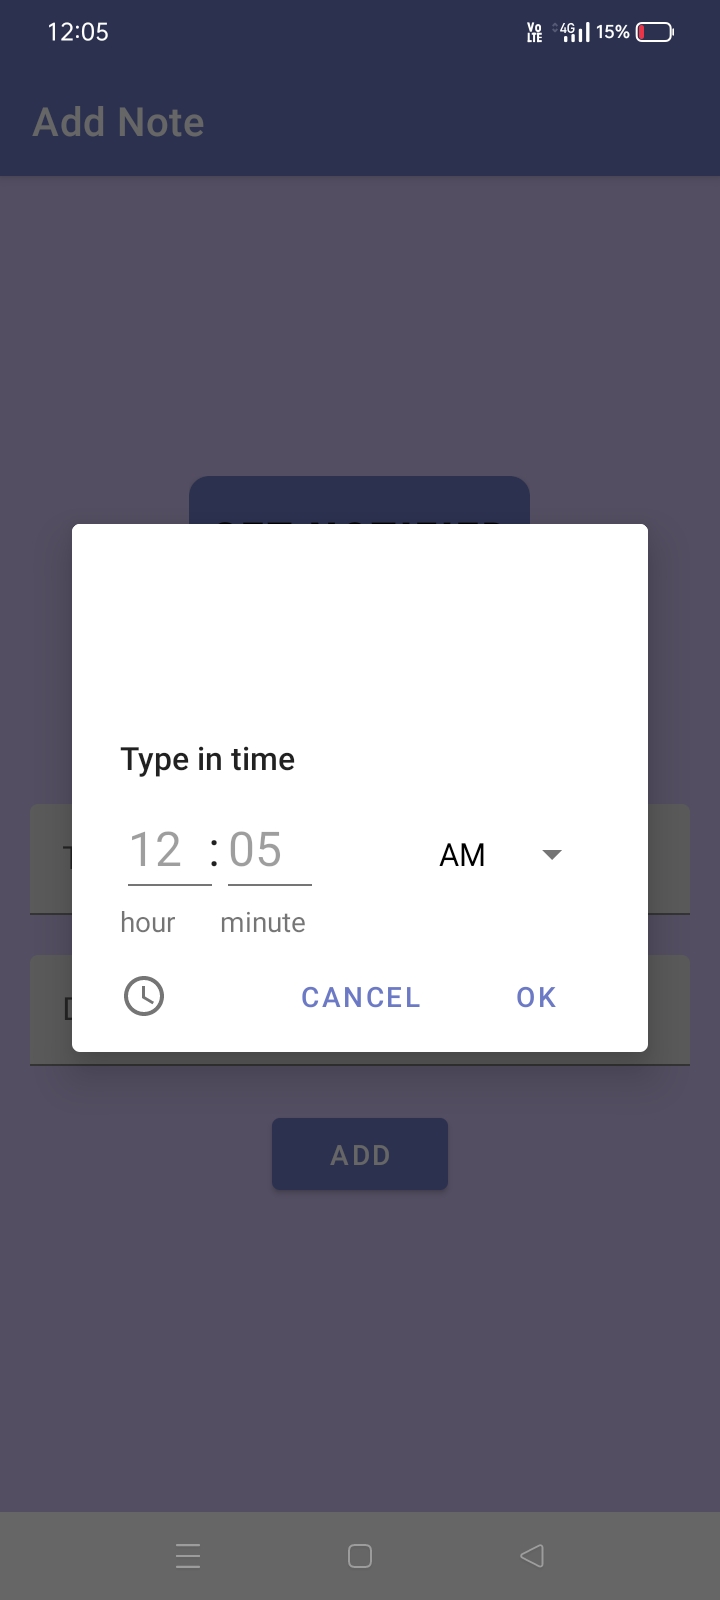 12:05 Vo LTE 4G 15%
Add Note
Type in time
12 : 05 AM
hour minute
CANCEL OK
ADD